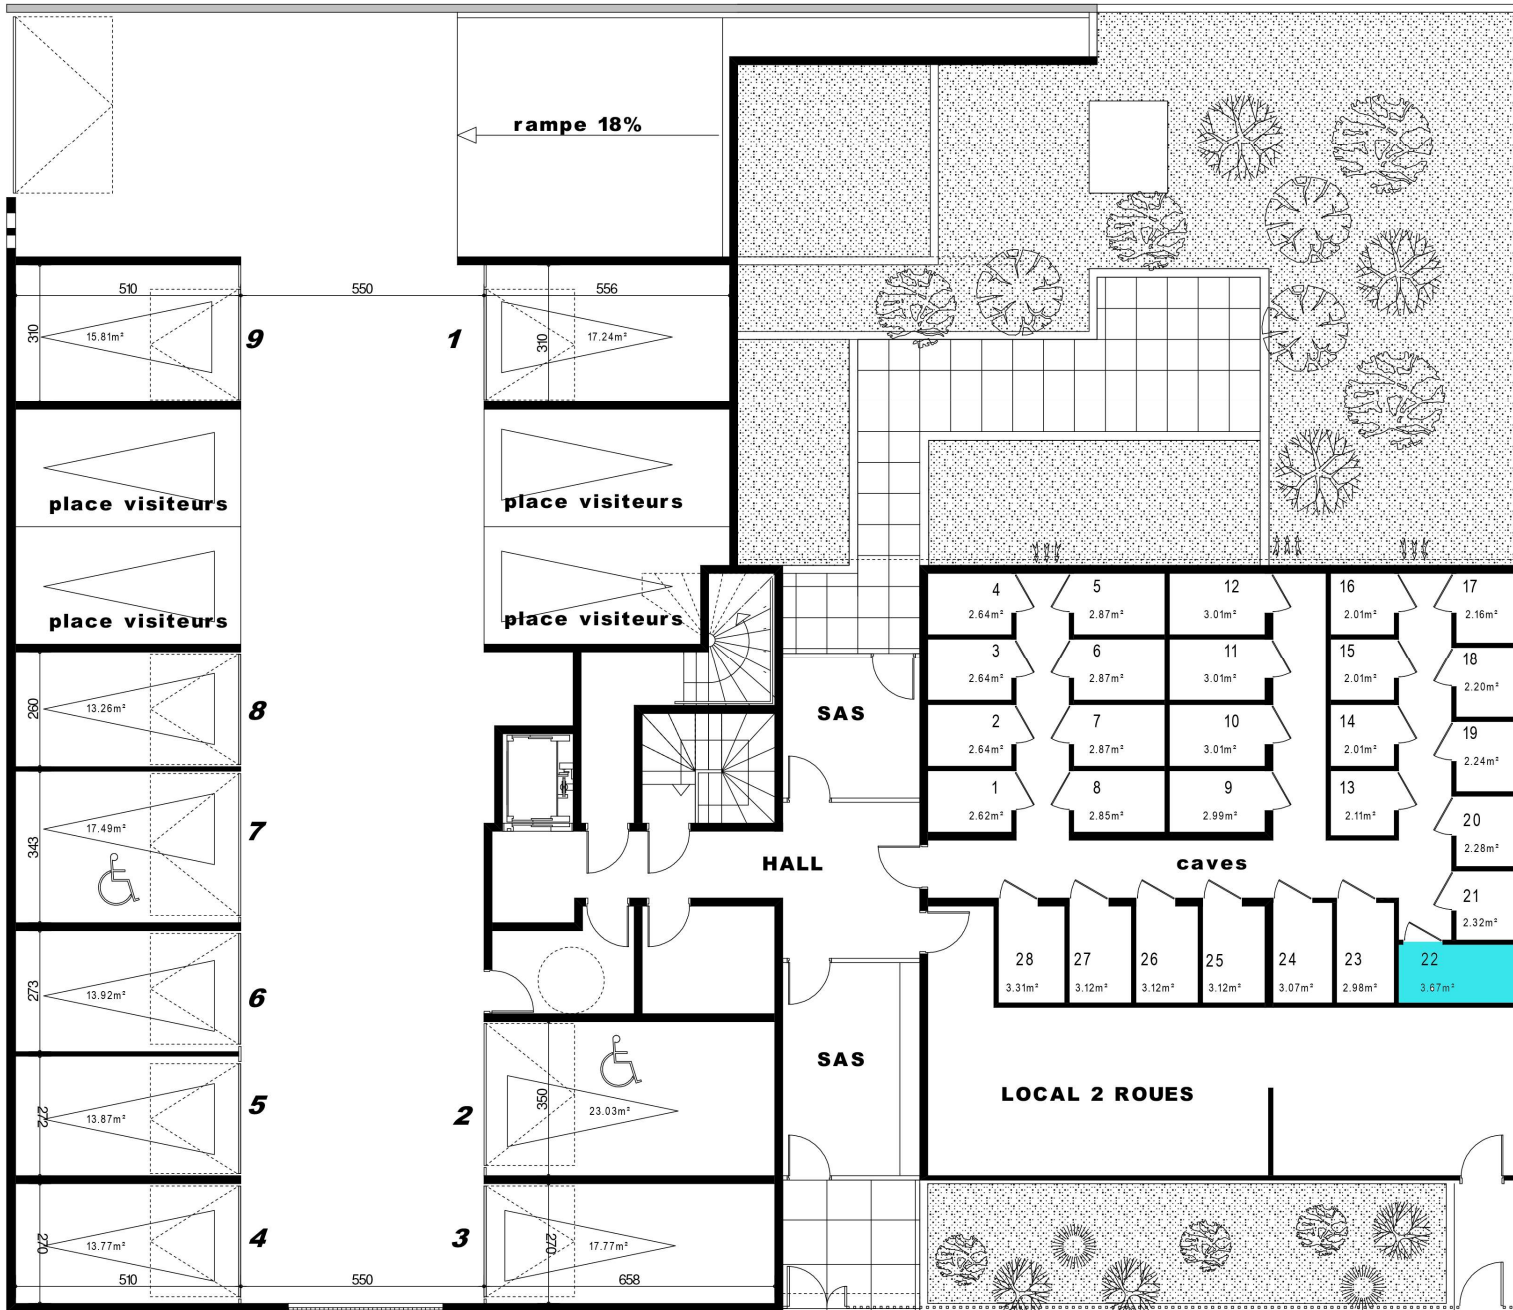 rampe 18%
510
550
556
310
15.81m²
9
1
310
17.24m²
place visiteurs
place visiteurs
place visiteurs
place visiteurs
260
13.26m²
8
343
17.49m²
7
273
13.92m²
6
272
13.87m²
5
2
350
23.03m²
270
13.77m²
4
3
270
17.77m²
510
550
658
SAS
HALL
SAS
caves
LOCAL 2 ROUES
4
2.64m²
5
2.87m²
12
3.01m²
16
2.01m²
17
2.16m²
3
2.64m²
6
2.87m²
11
3.01m²
15
2.01m²
18
2.20m²
2
2.64m²
7
2.87m²
10
3.01m²
14
2.01m²
19
2.24m²
1
2.62m²
8
2.85m²
9
2.99m²
13
2.11m²
20
2.28m²
21
2.32m²
28
3.31m²
27
3.12m²
26
3.12m²
25
3.12m²
24
3.07m²
23
2.98m²
22
3.67m²